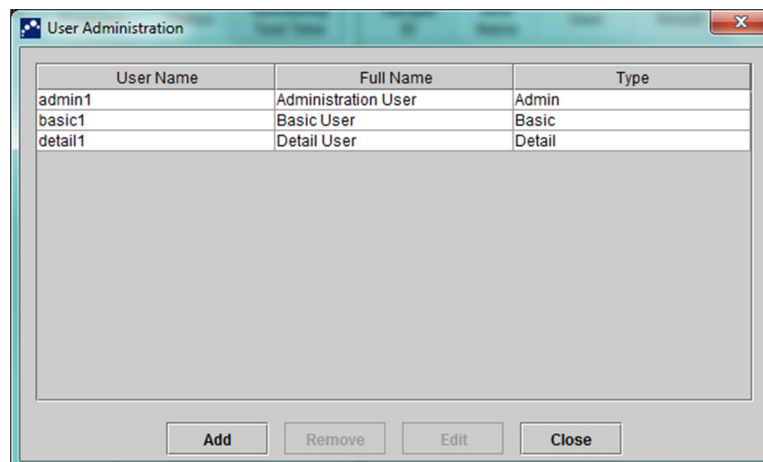 User Administration
User Name Full Name Type
admin1 Administration User Admin
basic1 Basic User Basic
detail1 Detail User Detail
Add Remove Edit Close